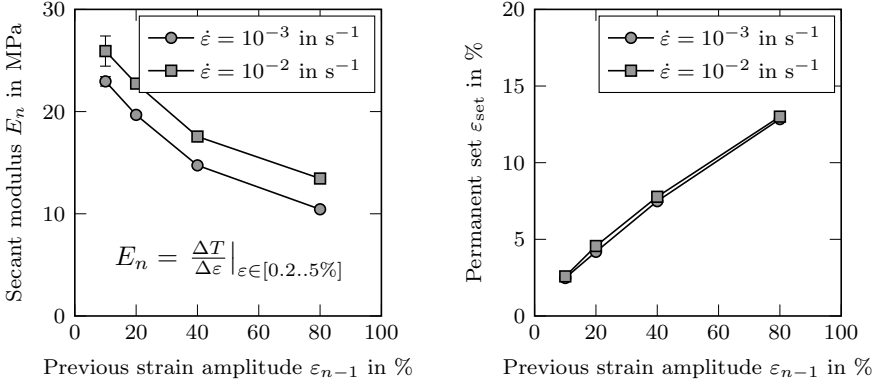 30
20
10
0
0 20 40 60 80 100
Secant modulus Eₙ in MPa
Previous strain amplitude εₙ₋₁ in %
ε̇ = 10⁻³ in s⁻¹
ε̇ = 10⁻² in s⁻¹
Eₙ = ΔT/Δε|ε∈[0.2..5%]
20
15
10
5
0
0 20 40 60 80 100
Permanent set εset in %
Previous strain amplitude εₙ₋₁ in %
ε̇ = 10⁻³ in s⁻¹
ε̇ = 10⁻² in s⁻¹